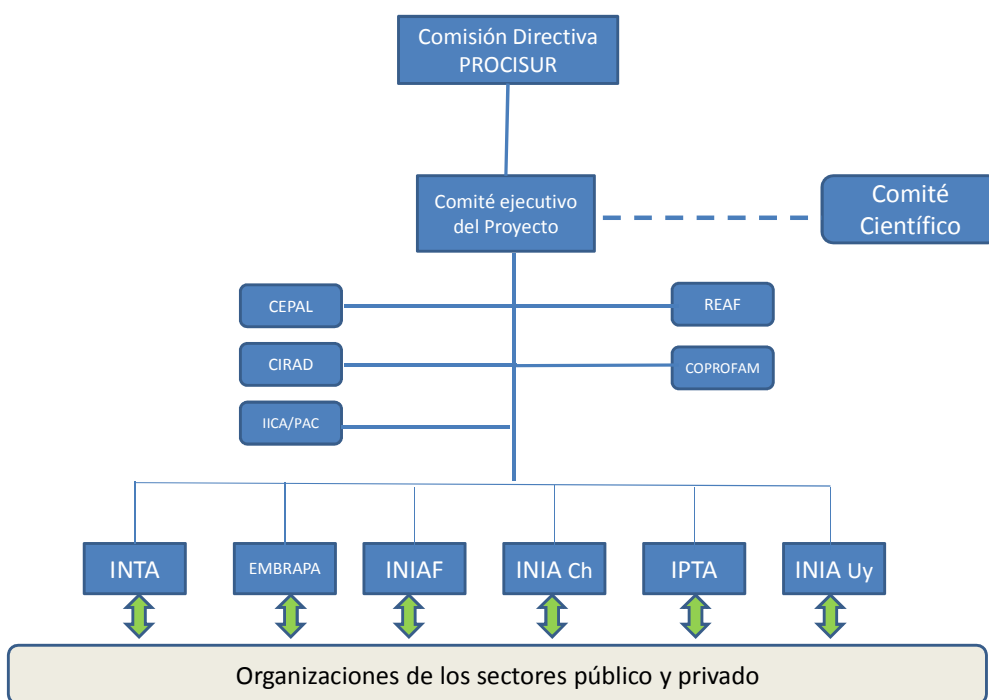 Comisión Directiva
PROCISUR
Comité ejecutivo
del Proyecto
Comité
Científico
CEPAL
REAF
CIRAD
COPROFAM
IICA/PAC
INTA
EMBRAPA
INIAF
INIA Ch
IPTA
INIA Uy
Organizaciones de los sectores público y privado